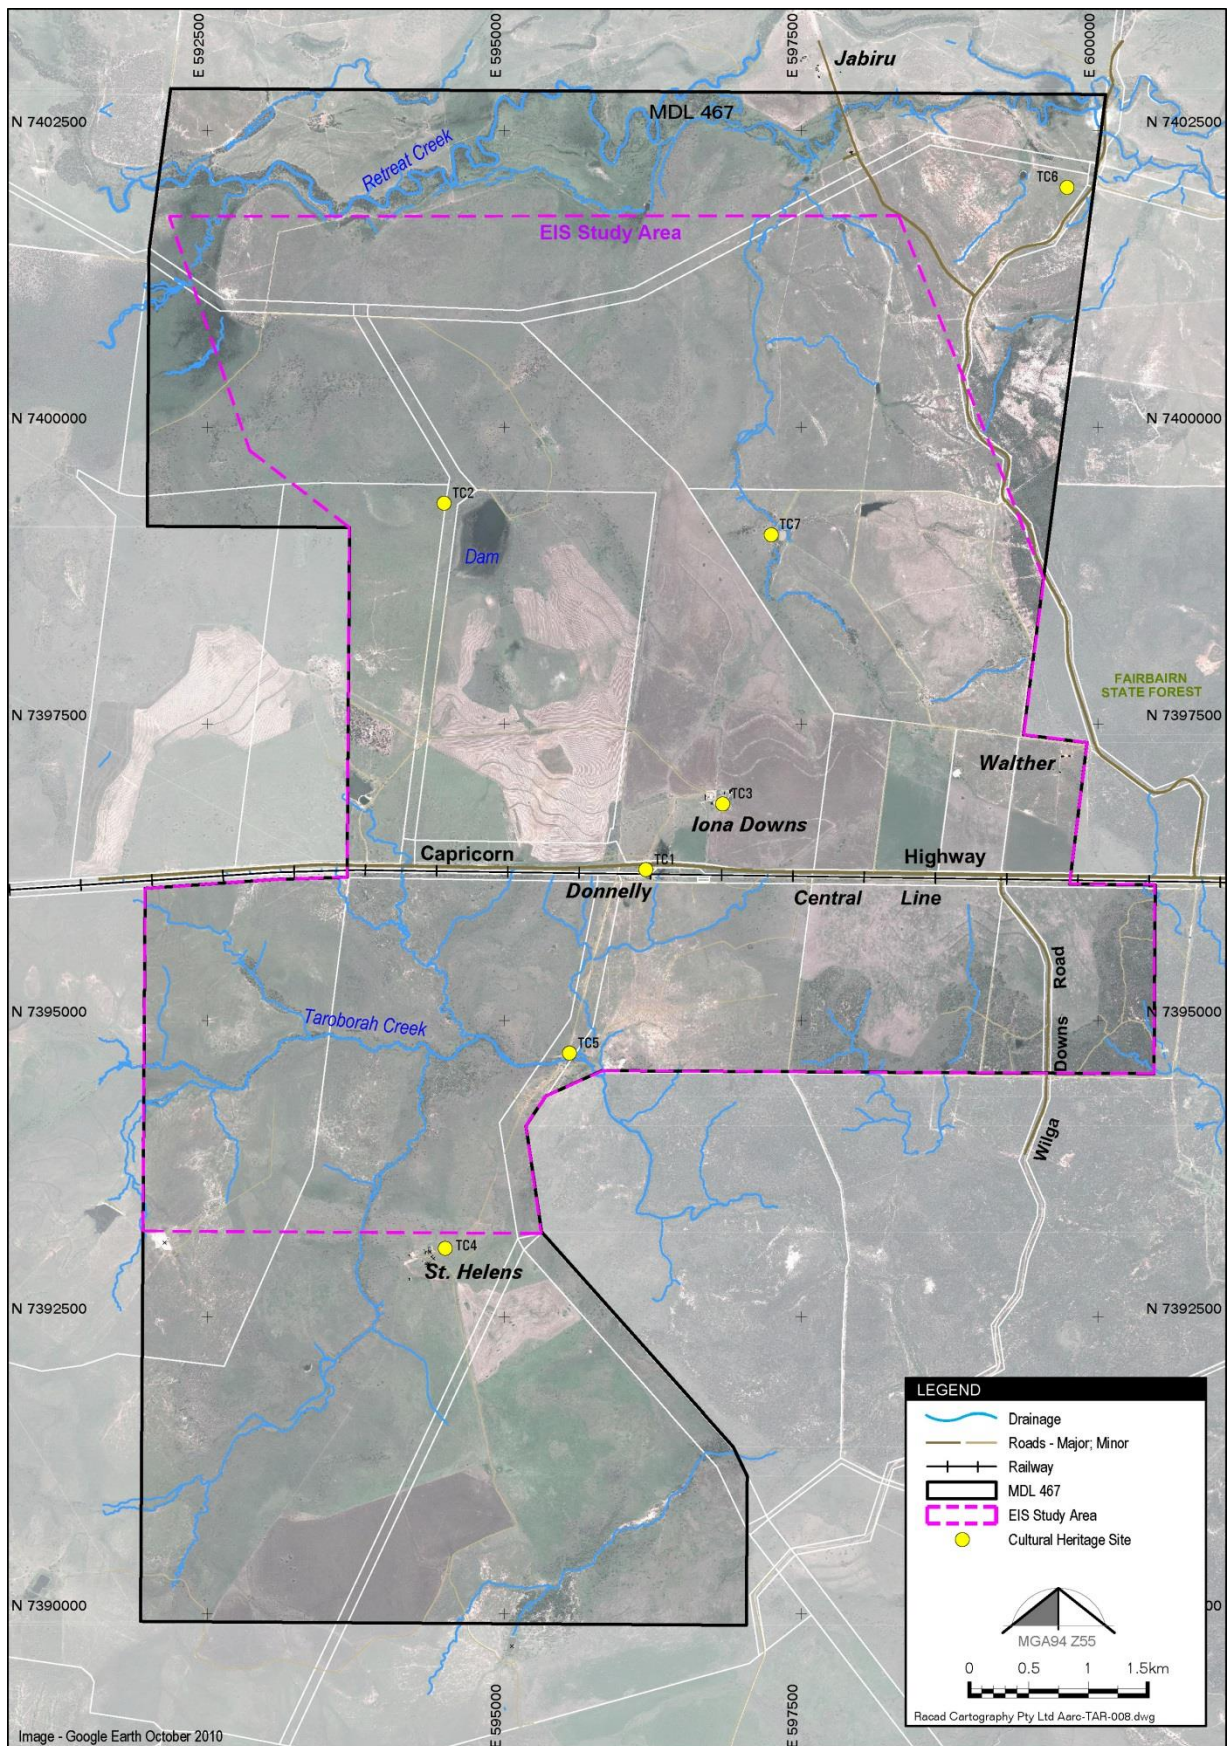 E 592500
E 595000
E 597500
E 600000
Jabiru
N 7402500
MDL 467
N 7402500
Retreat Creek
TC6
EIS Study Area
N 7400000
N 7400000
TC2
TC7
Dam
FAIRBAIRN
STATE FOREST
N 7397500
N 7397500
Walther
TC3
Iona Downs
Capricorn
Highway
TC1
Donnelly
Central Line
Taroborah Creek
N 7395000
N 7395000
TC5
Wilga Downs Road
TC4
St. Helens
N 7392500
N 7392500
LEGEND
Drainage
Roads - Major; Minor
Railway
MDL 467
EIS Study Area
Cultural Heritage Site
N 7390000
00
MGA94 Z55
0 0.5 1 1.5km
Racad Cartography Pty Ltd Aarc-TAR-008.dwg
E 595000
E 597500
Image - Google Earth October 2010